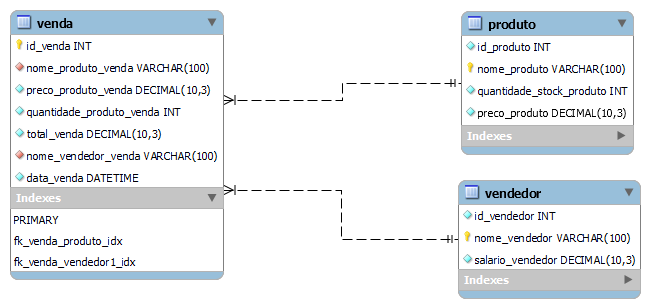 venda
id_venda INT
nome_produto_venda VARCHAR(100)
preco_produto_venda DECIMAL(10,3)
quantidade_produto_venda INT
total_venda DECIMAL(10,3)
nome_vendedor_venda VARCHAR(100)
data_venda DATETIME
Indexes
PRIMARY
fk_venda_produto_idx
fk_venda_vendedor1_idx
produto
id_produto INT
nome_produto VARCHAR(100)
quantidade_stock_produto INT
preco_produto DECIMAL(10,3)
Indexes
vendedor
id_vendedor INT
nome_vendedor VARCHAR(100)
salario_vendedor DECIMAL(10,3)
Indexes